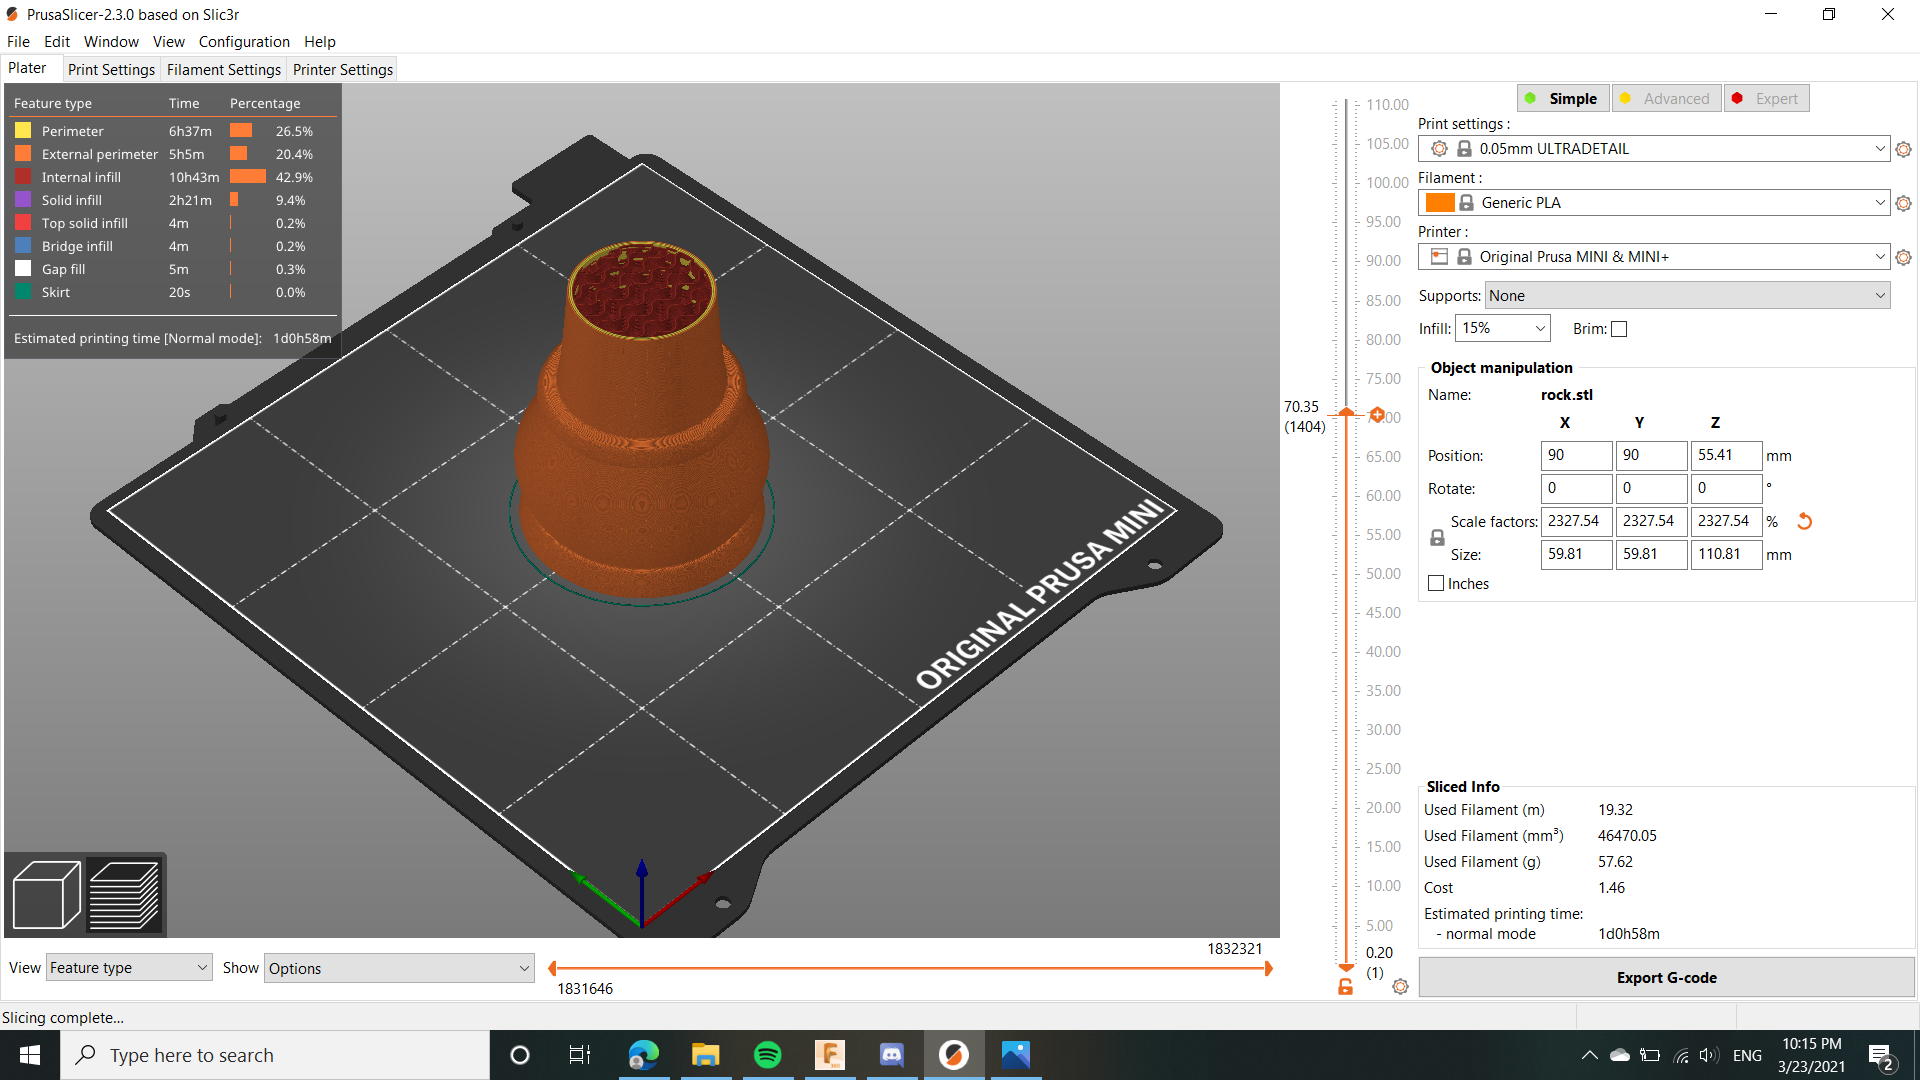 PrusaSlicer-2.3.0 based on Slic3r
File Edit Window View Configuration Help
Plater Print Settings Filament Settings Printer Settings
Feature type Time Percentage
Perimeter 6h37m 26.5%
External perimeter 5h5m 20.4%
Internal infill 10h43m 42.9%
Solid infill 2h21m 9.4%
Top solid infill 4m 0.2%
Bridge infill 4m 0.2%
Gap fill 5m 0.3%
Skirt 20s 0.0%
Estimated printing time [Normal mode]: 1d0h58m
ORIGINAL PRUSA MINI
110.00
105.00
100.00
95.00
90.00
85.00
80.00
75.00
70.35
(1404)
65.00
60.00
55.00
50.00
45.00
40.00
35.00
30.00
25.00
20.00
15.00
10.00
5.00
0.20
(1)
Simple Advanced Expert
Print settings :
0.05mm ULTRADETAIL
Filament :
Generic PLA
Printer :
Original Prusa MINI & MINI+
Supports: None
Infill: 15% Brim:
Object manipulation
Name: rock.stl
X Y Z
Position: 90 90 55.41 mm
Rotate: 0 0 0 °
Scale factors: 2327.54 2327.54 2327.54 %
Size: 59.81 59.81 110.81 mm
Inches
Sliced Info
Used Filament (m) 19.32
Used Filament (mm³) 46470.05
Used Filament (g) 57.62
Cost 1.46
Estimated printing time:
- normal mode 1d0h58m
Export G-code
View Feature type Show Options
1832321
1831646
Slicing complete...
Type here to search
ENG
10:15 PM
3/23/2021
2